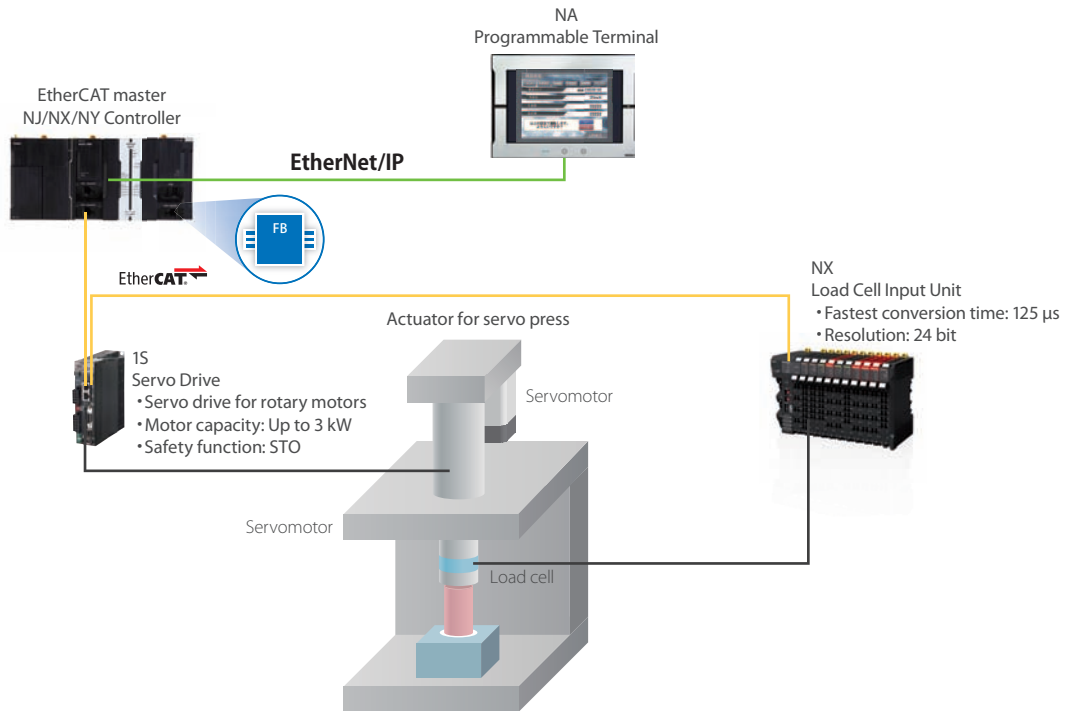 NA
Programmable Terminal
EtherCAT master
NJ/NX/NY Controller
EtherNet/IP
FB
EtherCAT®
NX
Load Cell Input Unit
• Fastest conversion time: 125 µs
• Resolution: 24 bit
Actuator for servo press
1S
Servo Drive
• Servo drive for rotary motors
• Motor capacity: Up to 3 kW
• Safety function: STO
Servomotor
Servomotor
Load cell